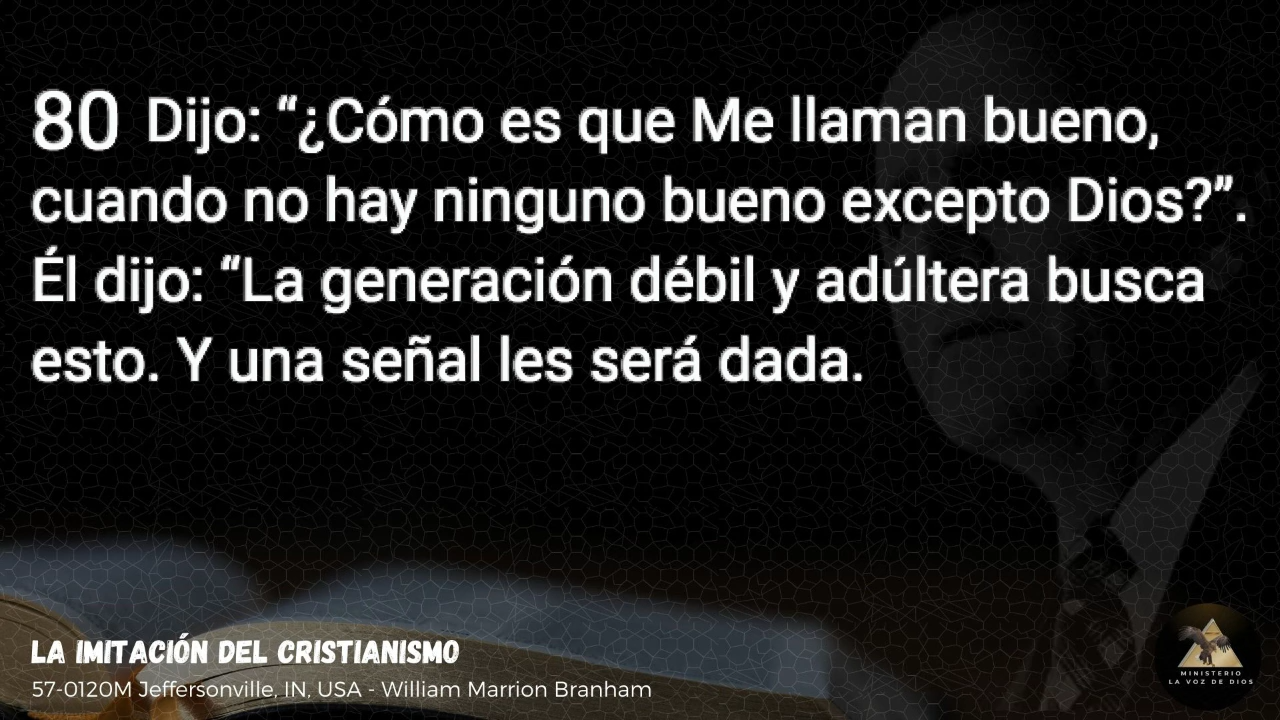 80 Dijo: “¿Cómo es que Me llaman bueno,
cuando no hay ninguno bueno excepto Dios?”.
Él dijo: “La generación débil y adúltera busca
esto. Y una señal les será dada.
LA IMITACIÓN DEL CRISTIANISMO
57-0120M Jeffersonville, IN, USA - William Marrion Branham
MINISTERIO
LA VOZ DE DIOS